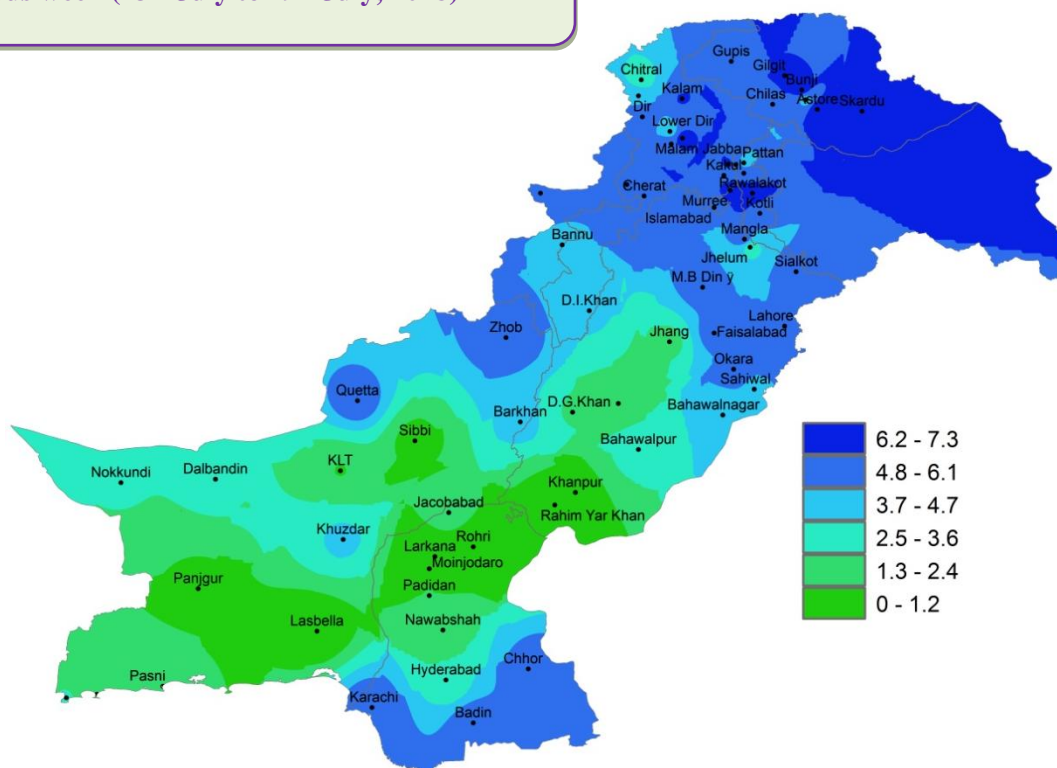 Gupis
Gilgit
Chitral
Bunji
Kalam
Chilas
Astore
Skardu
Dir
Lower Dir
Malam
Jabba
Pattan
Kakul
Rawalakot
Cherat
Murree
Kotli
Islamabad
Mangla
Bannu
Jhelum
Sialkot
M.B Din ÿ
D.I.Khan
Lahore
Zhob
Jhang
Faisalabad
Okara
Sahiwal
Quetta
D.G.Khan
Bahawalnagar
Barkhan
Sibbi
Bahawalpur
KLT
Nokkundi
Dalbandin
Khanpur
Jacobabad
Rahim Yar Khan
Khuzdar
Rohri
Larkana
Moinjodaro
Panjgur
Padidan
Lasbella
Nawabshah
Chhor
Hyderabad
Pasni
Karachi
Badin
6.2 - 7.3
4.8 - 6.1
3.7 - 4.7
2.5 - 3.6
1.3 - 2.4
0 - 1.2